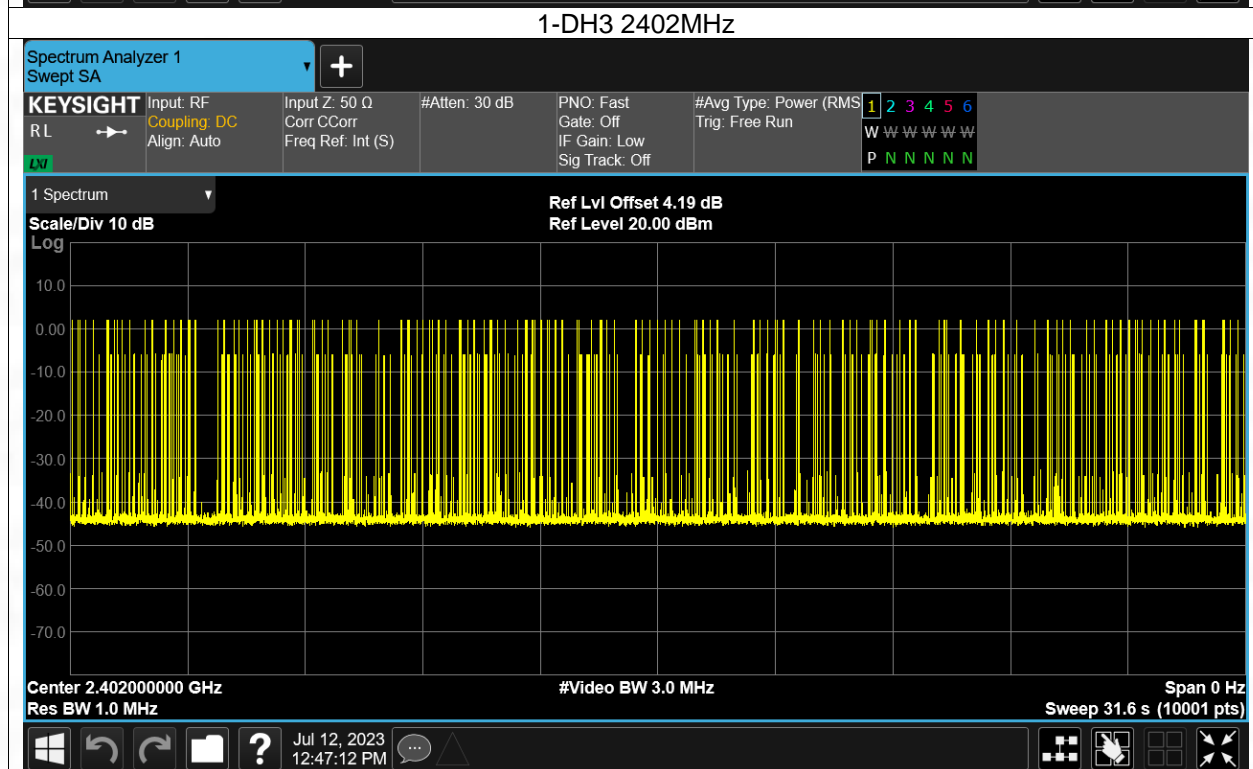 1-DH3 2402MHz
Spectrum Analyzer 1
Swept SA
KEYSIGHT Input: RF Input Z: 50 Ω #Atten: 30 dB PNO: Fast #Avg Type: Power (RMS 1 2 3 4 5 6
R L Coupling: DC Corr CCorr Gate: Off Trig: Free Run W W W W W W
Align: Auto Freq Ref: Int (S) IF Gain: Low
LXI Sig Track: Off P N N N N N
1 Spectrum
Ref Lvl Offset 4.19 dB
Scale/Div 10 dB Ref Level 20.00 dBm
Log
10.0
0.00
-10.0
-20.0
-30.0
-40.0
-50.0
-60.0
-70.0
Center 2.402000000 GHz #Video BW 3.0 MHz Span 0 Hz
Res BW 1.0 MHz Sweep 31.6 s (10001 pts)
? Jul 12, 2023
12:47:12 PM